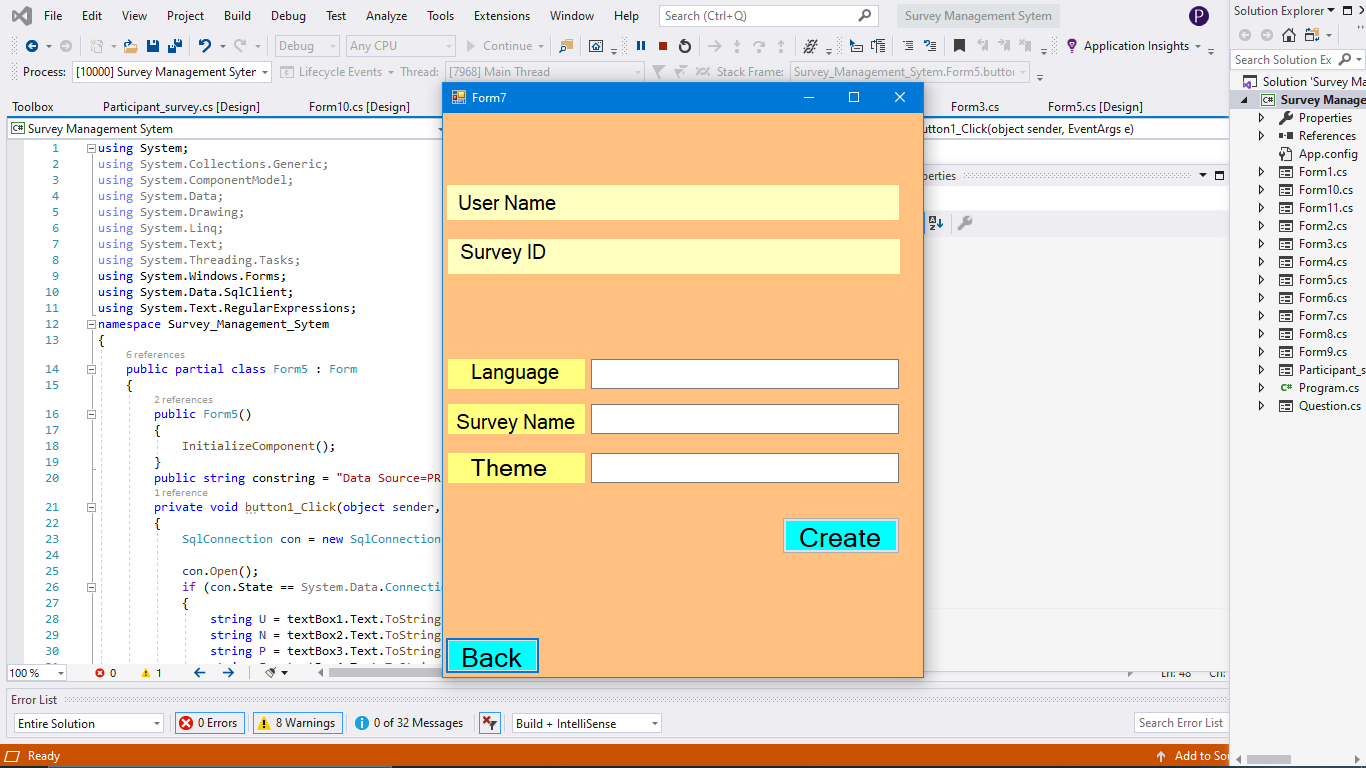 File Edit View Project Build Debug Test Analyze Tools Extensions Window Help Search (Ctrl+Q) Survey Management Sytem P
Debug Any CPU Continue Application Insights
Process: [10000] Survey Management Syter Lifecycle Events Thread: [7968] Main Thread Stack Frame: Survey_Management_Sytem.Form5.button
Toolbox Participant_survey.cs [Design] Form10.cs [Design] Form3.cs Form5.cs [Design]
C# Survey Management Sytem utton1_Click(object sender, EventArgs e)
1 using System;
2 using System.Collections.Generic;
3 using System.ComponentModel;
4 using System.Data;
5 using System.Drawing;
6 using System.Linq;
7 using System.Text;
8 using System.Threading.Tasks;
9 using System.Windows.Forms;
10 using System.Data.SqlClient;
11 using System.Text.RegularExpressions;
12 namespace Survey_Management_Sytem
13 {
6 references
14 public partial class Form5 : Form
15 {
2 references
16 public Form5()
17 {
18 InitializeComponent();
19 }
20 public string constring = "Data Source=PR
1 reference
21 private void button1_Click(object sender,
22 {
23 SqlConnection con = new SqlConnection
24
25 con.Open();
26 if (con.State == System.Data.Connecti
27 {
28 string U = textBox1.Text.ToString
29 string N = textBox2.Text.ToString
30 string P = textBox3.Text.ToString
100 % 0 1 Ln: 48 Ch:
Form7
User Name
Survey ID
Language
Survey Name
Theme
Create
Back
perties
Solution Explorer
Search Solution Ex
Solution 'Survey Ma
C# Survey Manage
Properties
References
App.config
Form1.cs
Form10.cs
Form11.cs
Form2.cs
Form3.cs
Form4.cs
Form5.cs
Form6.cs
Form7.cs
Form8.cs
Form9.cs
Participant_s
C# Program.cs
Question.cs
Error List
Entire Solution 0 Errors 8 Warnings 0 of 32 Messages Build + IntelliSense Search Error List
Ready Add to Sou